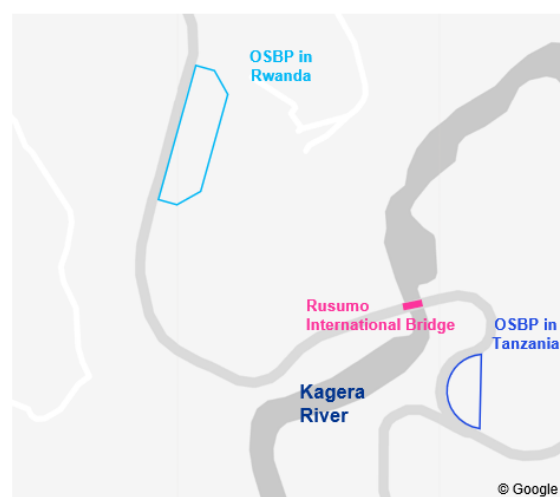 OSBP in
Rwanda
Rusumo
International Bridge
OSBP in
Tanzania
Kagera
River
© Google